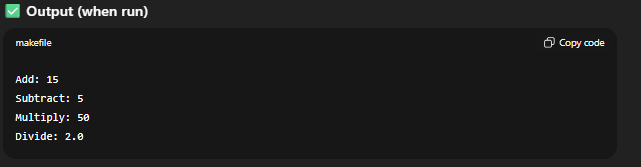 ✅ Output (when run)
makefile
Copy code
Add: 15
Subtract: 5
Multiply: 50
Divide: 2.0